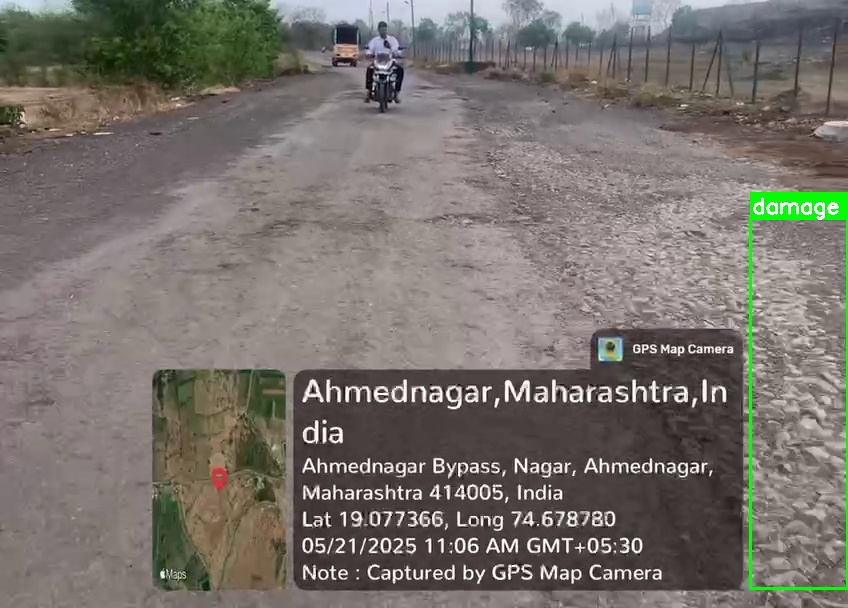 damage
GPS Map Camera
Ahmednagar,Maharashtra,In
dia
Ahmednagar Bypass, Nagar, Ahmednagar,
Maharashtra 414005, India
Lat 19.077366, Long 74.678780
05/21/2025 11:06 AM GMT+05:30
Note : Captured by GPS Map Camera
Maps